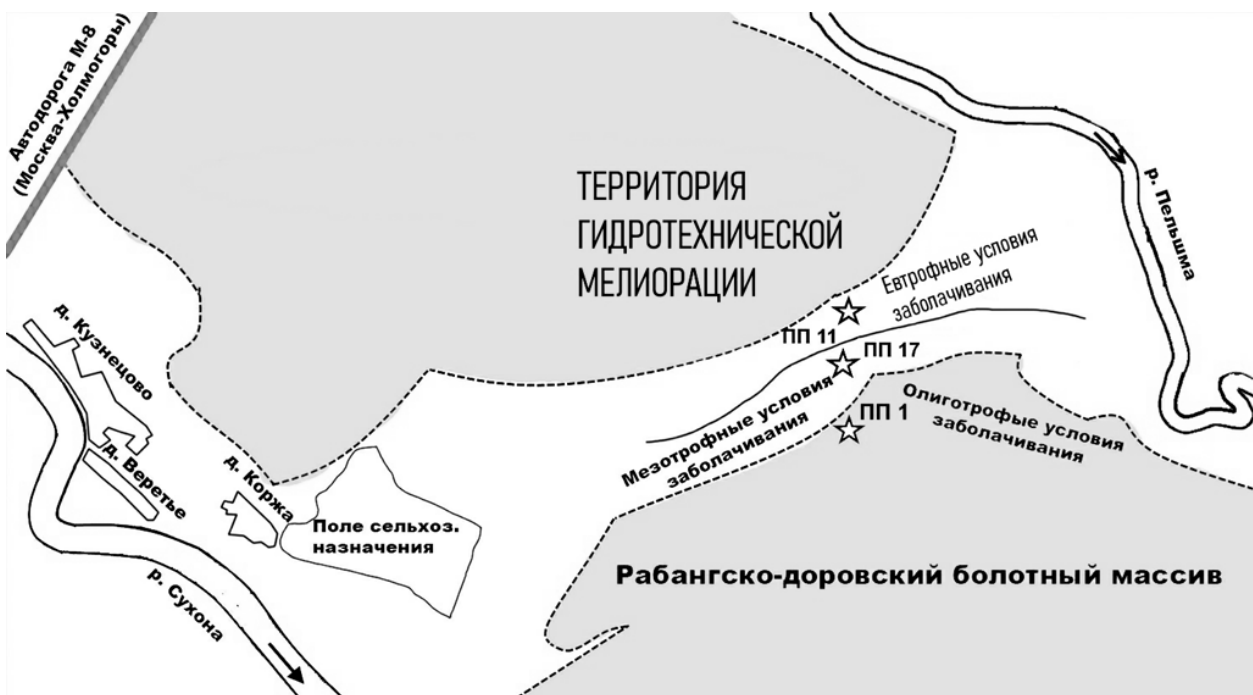 Автодорога М-8
(Москва-Холмогоры)
ТЕРРИТОРИЯ
ГИДРОТЕХНИЧЕСКОЙ
МЕЛИОРАЦИИ
р. Пельшма
Евтрофные условия
заболачивания
ПП 11
ПП 17
ПП 1
Мезотрофные условия
заболачивания
Олиготрофые условия
заболачивания
д. Кузнецово
д. Веретье
д. Коржа
Поле сельхоз.
назначения
р. Сухона
Рабангско-доровский болотный массив